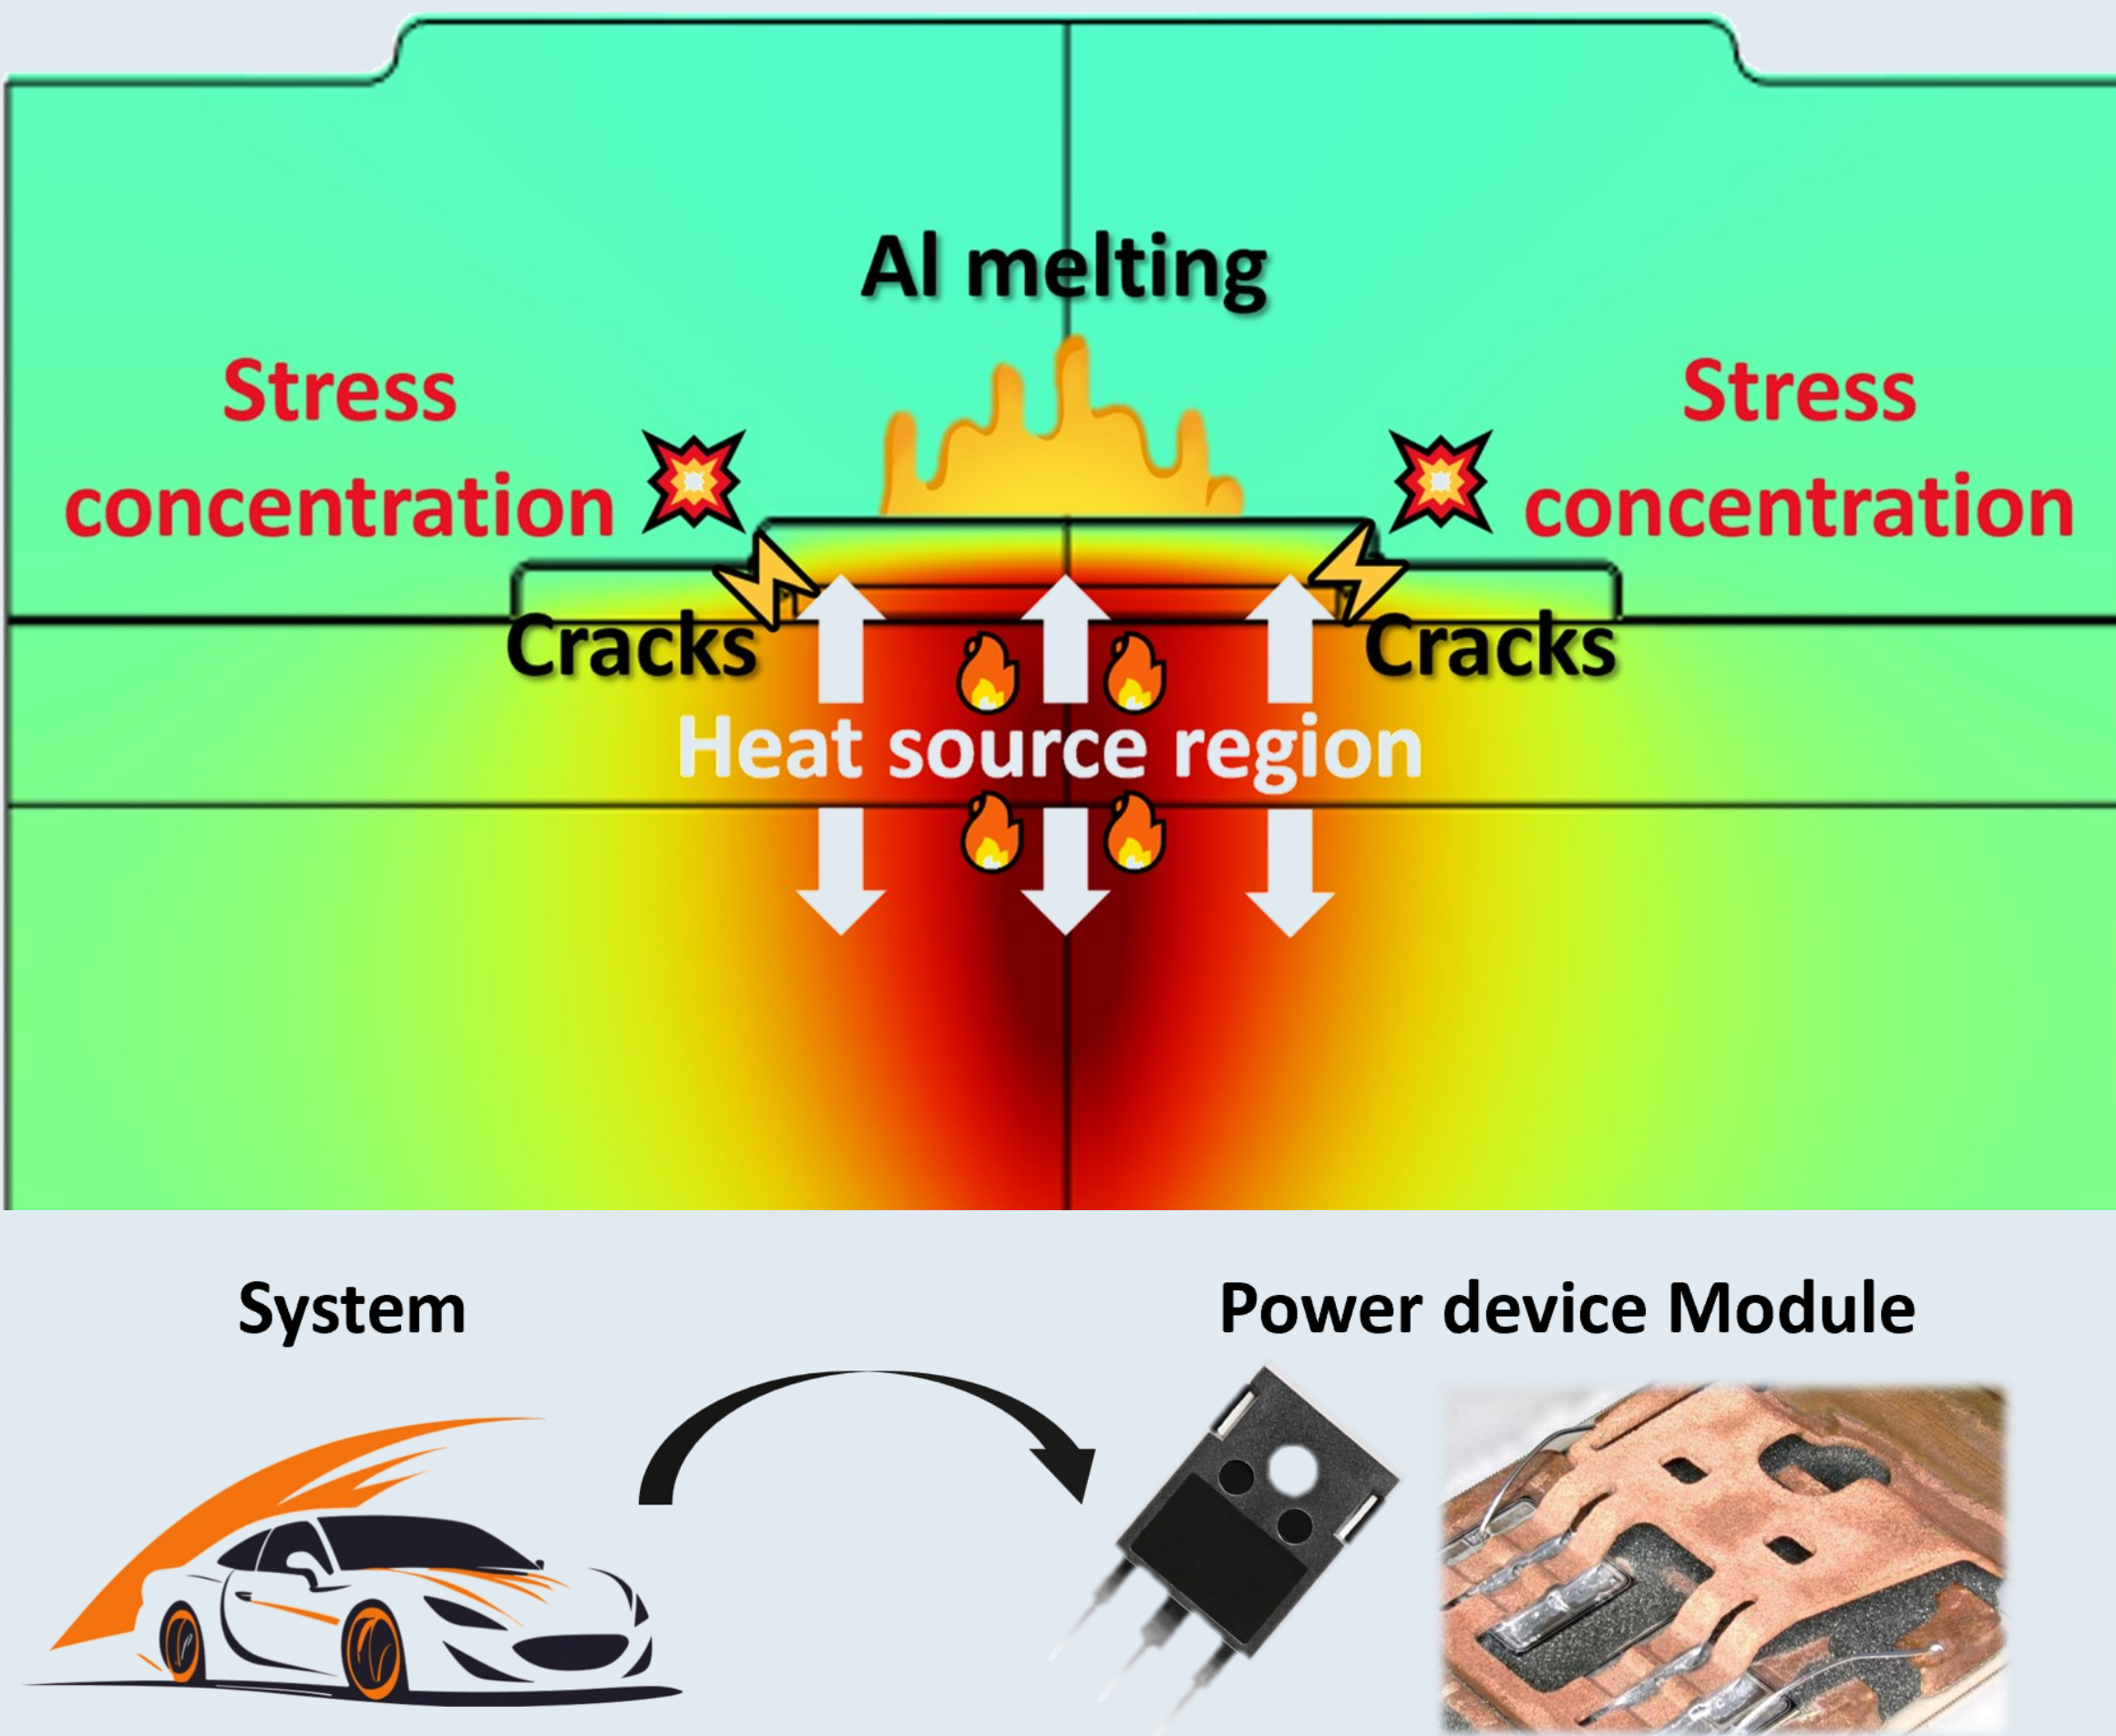 Al melting
Stress
concentration
Stress
concentration
Cracks
Cracks
Heat source region
System
Power device Module